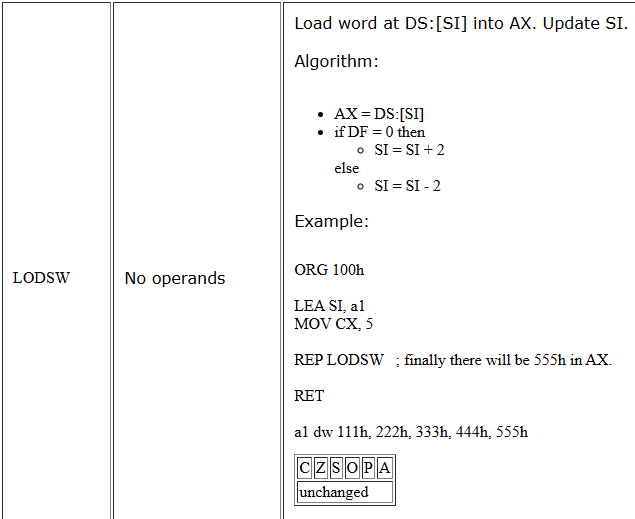 LODSW
No operands
Load word at DS:[SI] into AX. Update SI.
Algorithm:
• AX = DS:[SI]
• if DF = 0 then
○ SI = SI + 2
else
○ SI = SI - 2
Example:
ORG 100h
LEA SI, a1
MOV CX, 5
REP LODSW   ; finally there will be 555h in AX.
RET
a1 dw 111h, 222h, 333h, 444h, 555h
C Z S O P A
unchanged